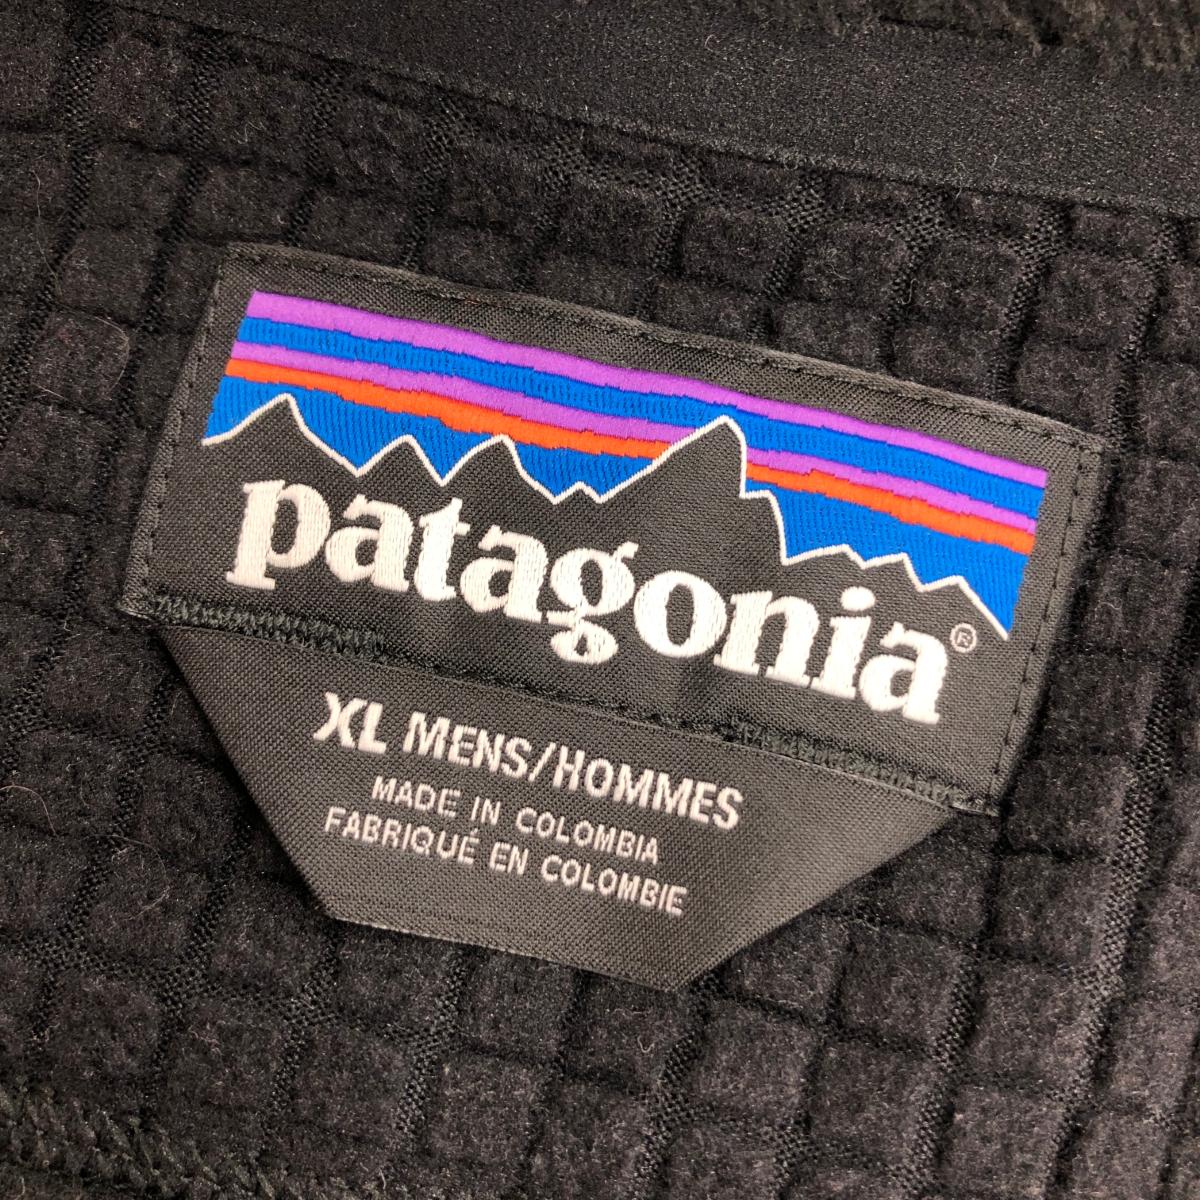 patagonia®
XL MENS/HOMMES
MADE IN COLOMBIA
FABRIQUÉ EN COLOMBIE